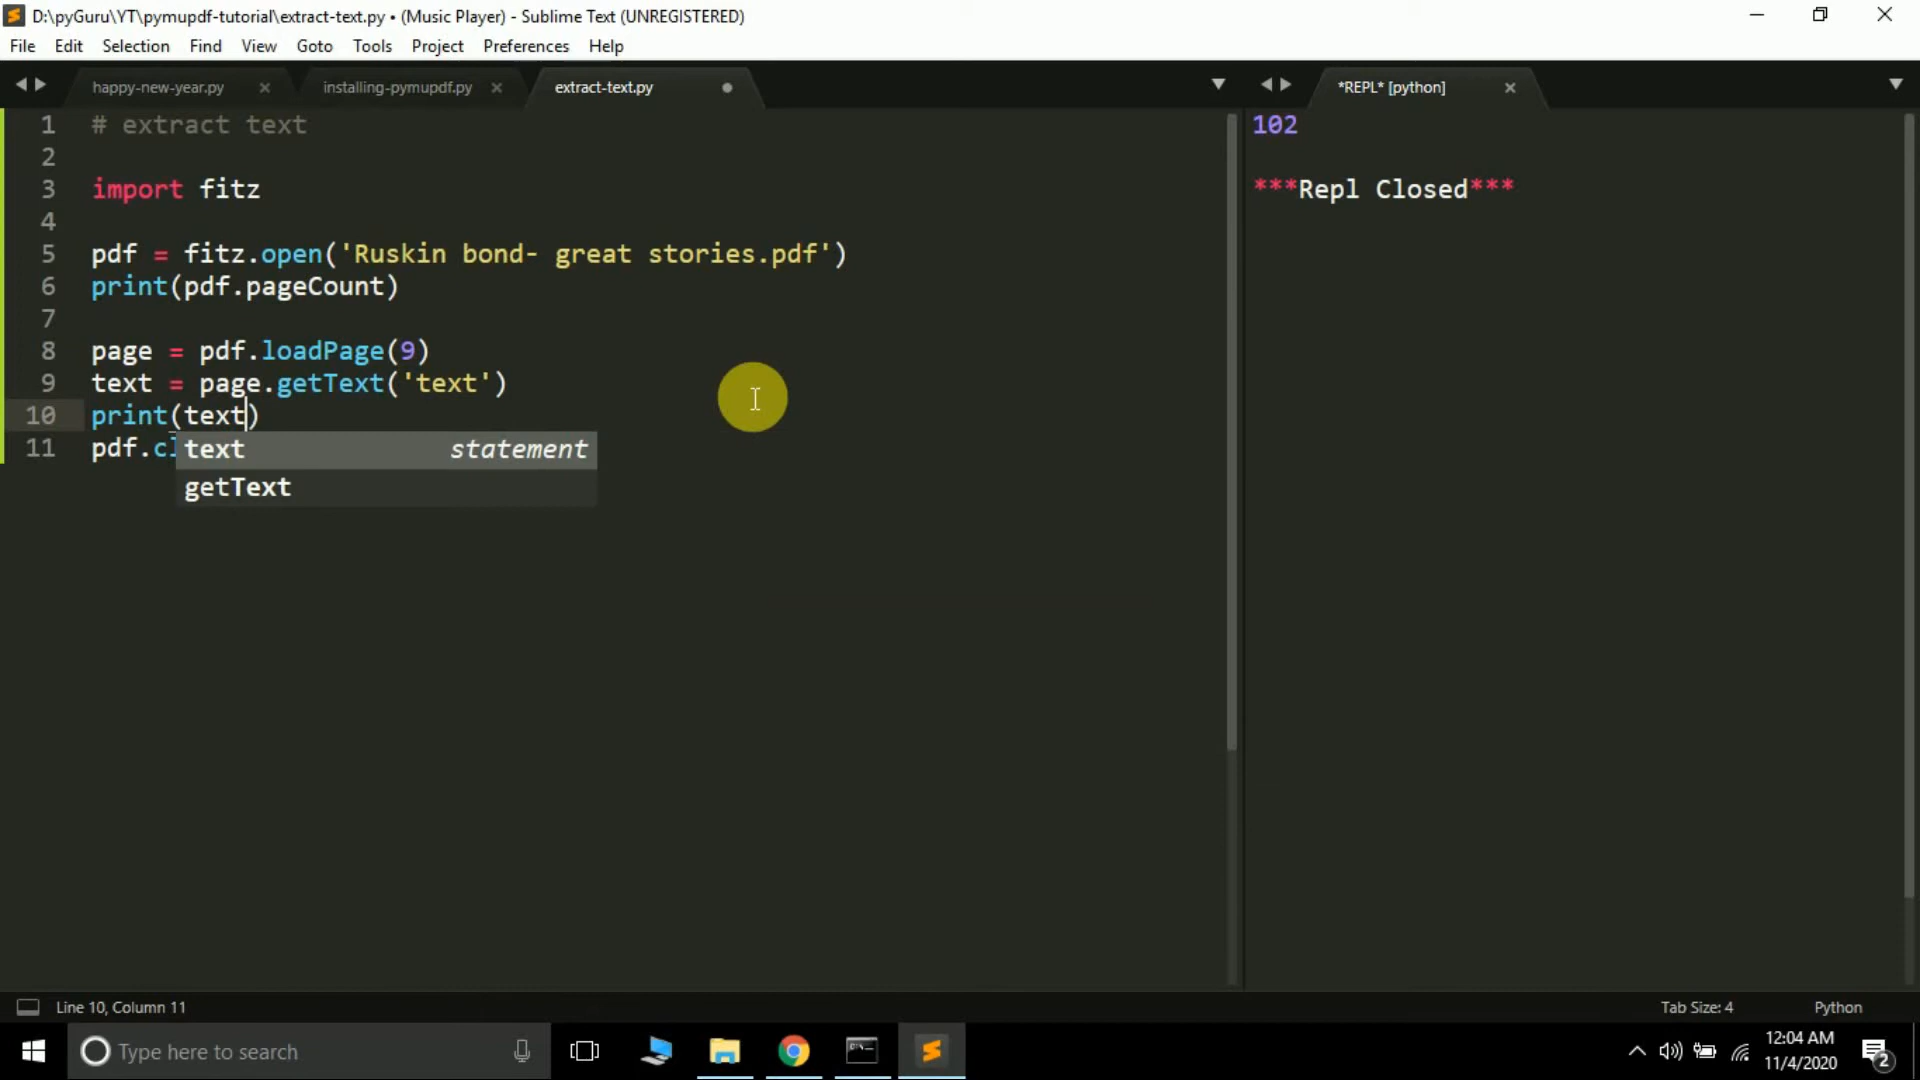 D:\pyGuru\YT\pymupdf-tutorial\extract-text.py • (Music Player) - Sublime Text (UNREGISTERED)
File Edit Selection Find View Goto Tools Project Preferences Help
happy-new-year.py installing-pymupdf.py extract-text.py *REPL* [python]
1 # extract text
2
3 import fitz
4
5 pdf = fitz.open('Ruskin bond- great stories.pdf')
6 print(pdf.pageCount)
7
8 page = pdf.loadPage(9)
9 text = page.getText('text')
10 print(text)
11 pdf.cl
text statement
getText
102
***Repl Closed***
Line 10, Column 11
Tab Size: 4 Python
Type here to search
12:04 AM
11/4/2020
2